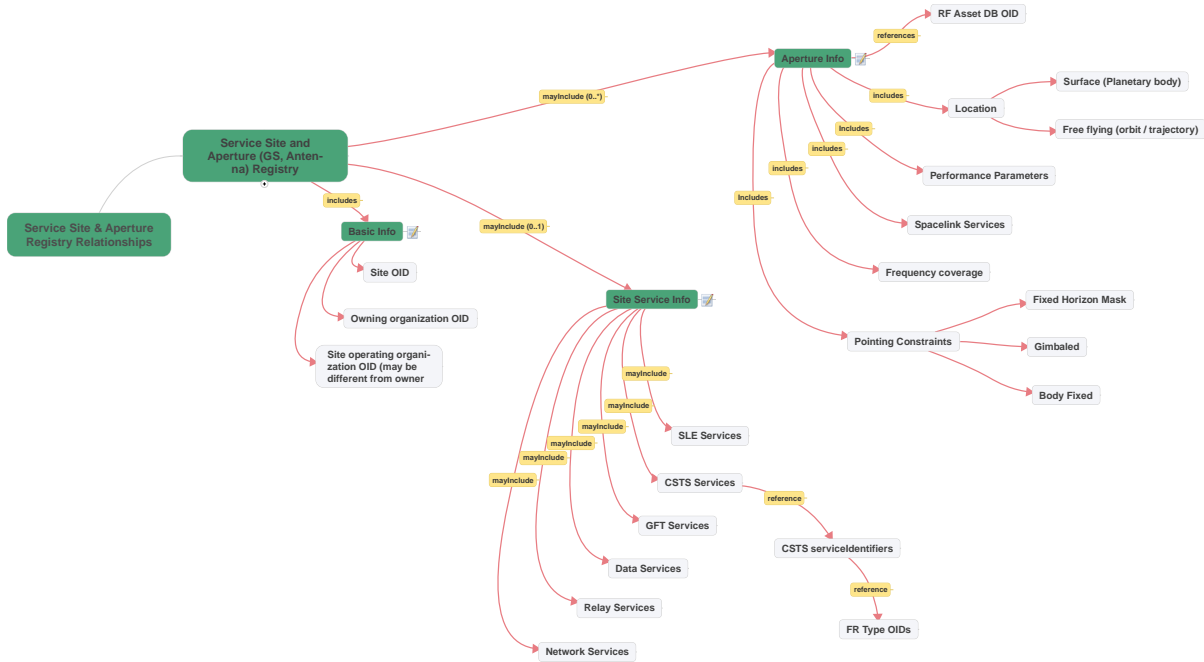 Service Site & Aperture
Registry Relationships
Service Site and
Aperture (GS, Anten-
na) Registry
includes
Basic Info
Site OID
Owning organization OID
Site operating organi-
zation OID (may be
different from owner
mayInclude (0..*)
Aperture Info
references
RF Asset DB OID
includes
Location
Surface (Planetary body)
Free flying (orbit / trajectory)
Includes
Performance Parameters
includes
Spacelink Services
includes
Frequency coverage
Includes
Pointing Constraints
Fixed Horizon Mask
Gimbaled
Body Fixed
mayInclude (0..1)
Site Service Info
mayInclude
SLE Services
mayInclude
CSTS Services
reference
CSTS serviceIdentifiers
reference
FR Type OIDs
mayInclude
GFT Services
mayInclude
Data Services
mayInclude
Relay Services
mayInclude
Network Services